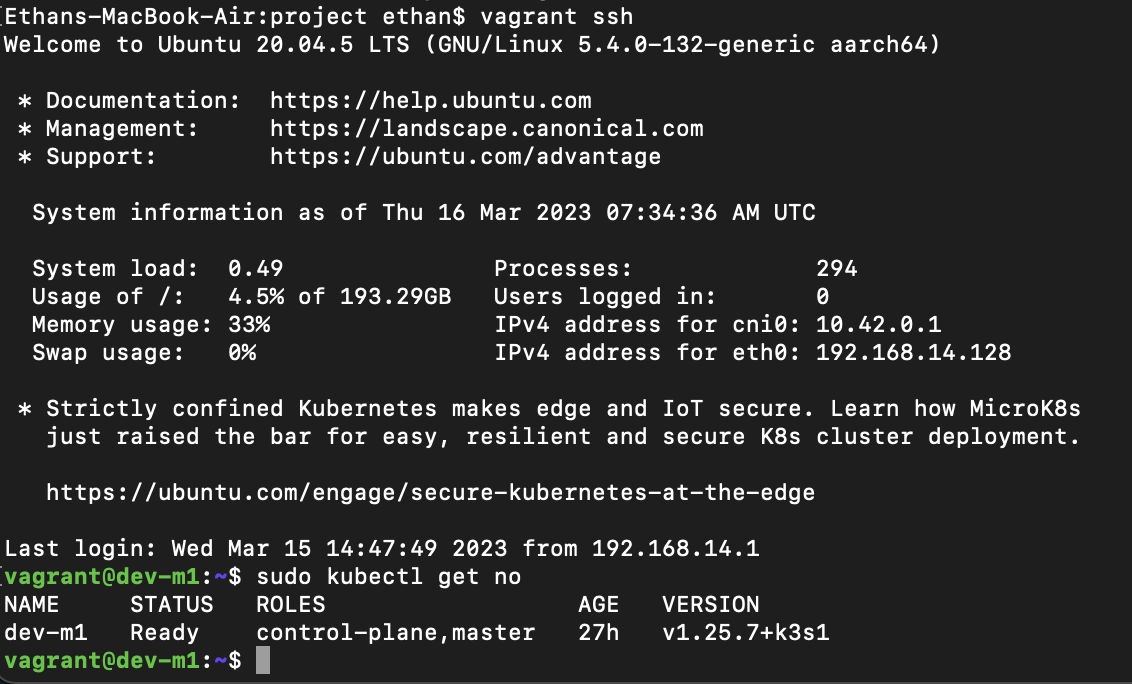 Ethans-MacBook-Air:project ethan$ vagrant ssh
Welcome to Ubuntu 20.04.5 LTS (GNU/Linux 5.4.0-132-generic aarch64)
* Documentation:  https://help.ubuntu.com
* Management:     https://landscape.canonical.com
* Support:        https://ubuntu.com/advantage
System information as of Thu 16 Mar 2023 07:34:36 AM UTC
System load:  0.49               Processes:             294
Usage of /:   4.5% of 193.29GB   Users logged in:       0
Memory usage: 33%                IPv4 address for cni0: 10.42.0.1
Swap usage:   0%                 IPv4 address for eth0: 192.168.14.128
* Strictly confined Kubernetes makes edge and IoT secure. Learn how MicroK8s
just raised the bar for easy, resilient and secure K8s cluster deployment.
https://ubuntu.com/engage/secure-kubernetes-at-the-edge
Last login: Wed Mar 15 14:47:49 2023 from 192.168.14.1
vagrant@dev-m1:~$ sudo kubectl get no
NAME     STATUS   ROLES                  AGE   VERSION
dev-m1   Ready    control-plane,master   27h   v1.25.7+k3s1
vagrant@dev-m1:~$